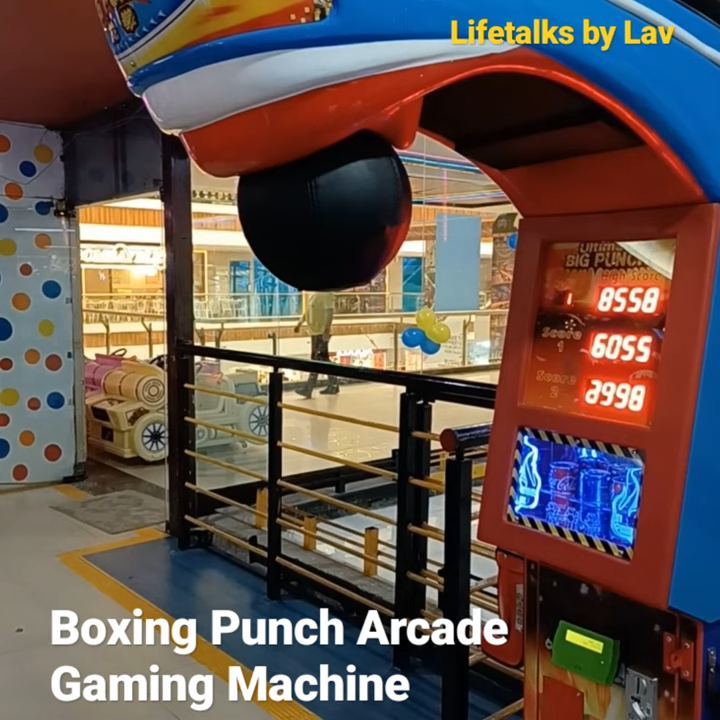 Lifetalks by Lav
BIG PUNCH
High Score
8558
Score
1
6055
Score
2
2998
Boxing Punch Arcade
Gaming Machine